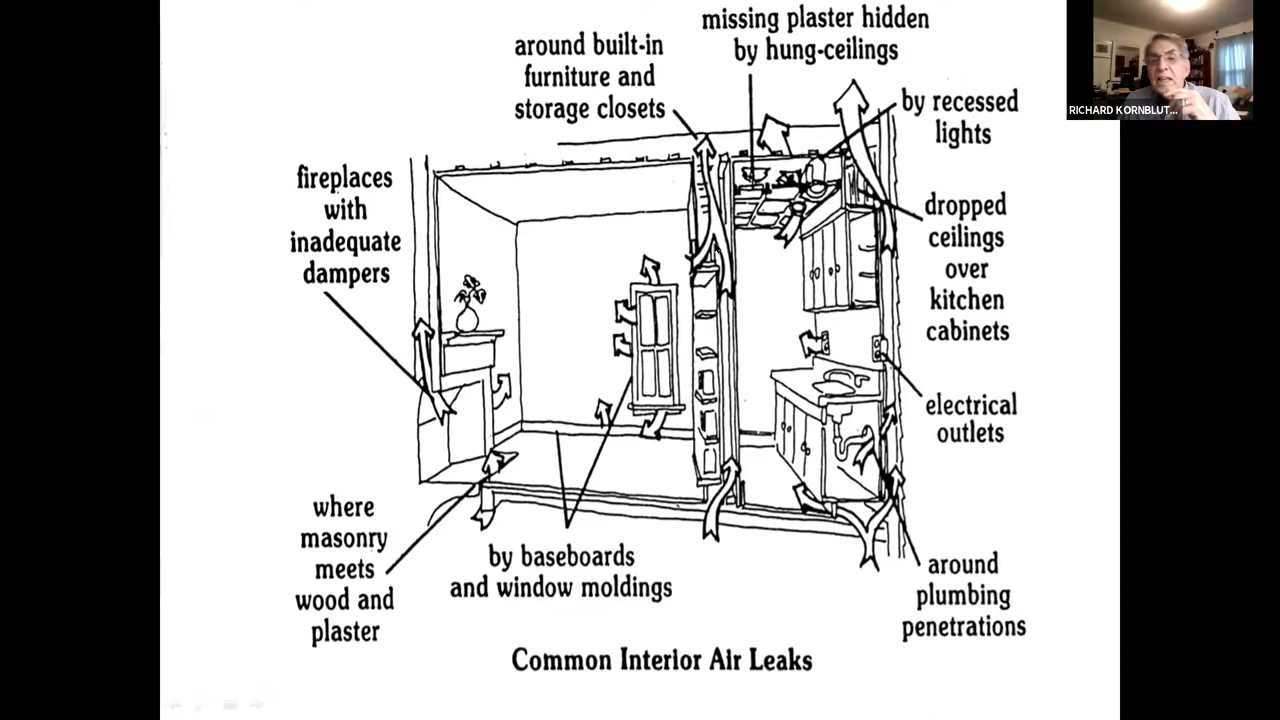 missing plaster hidden
by hung-ceilings
around built-in
furniture and
storage closets
by recessed
lights
RICHARD KORNBLUT...
fireplaces
with
inadequate
dampers
dropped
ceilings
over
kitchen
cabinets
electrical
outlets
where
masonry
meets
wood and
plaster
by baseboards
and window moldings
around
plumbing
penetrations
Common Interior Air Leaks